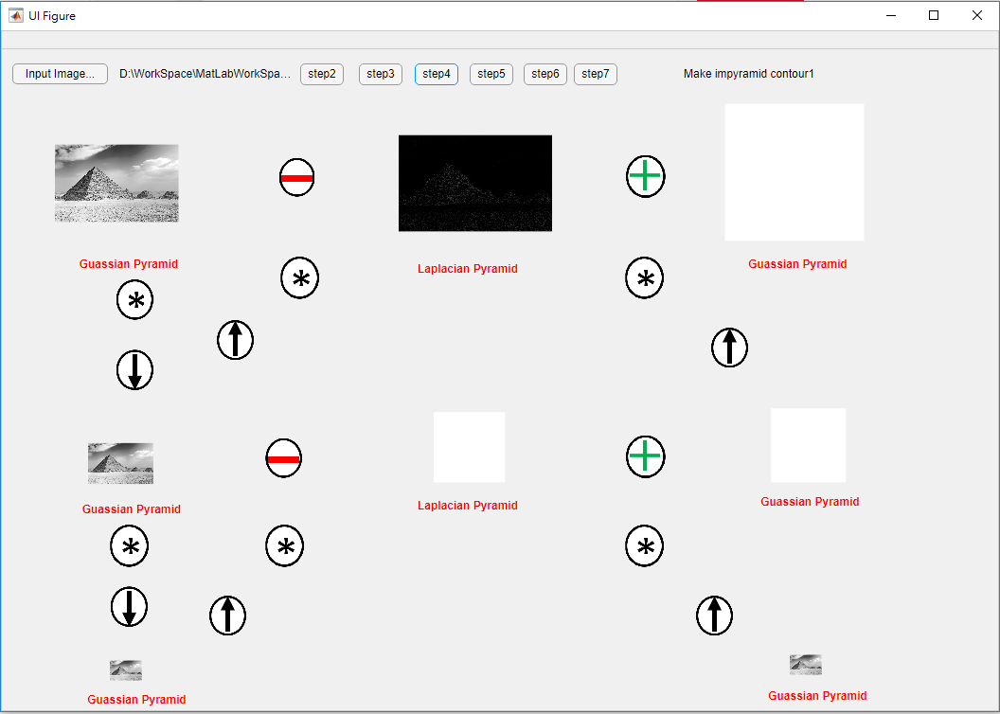 UI Figure
Input Image...
D:\WorkSpace\MatLabWorkSpa...
step2
step3
step4
step5
step6
step7
Make impyramid contour1
Guassian Pyramid
Laplacian Pyramid
Guassian Pyramid
Guassian Pyramid
Laplacian Pyramid
Guassian Pyramid
Guassian Pyramid
Guassian Pyramid